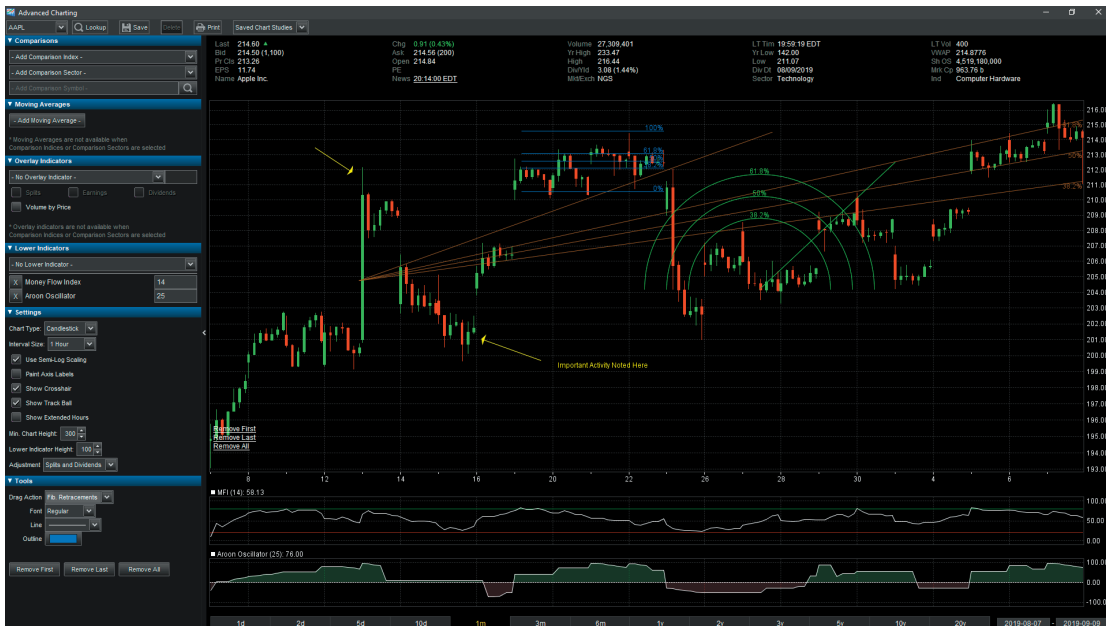 Advanced Charting
AAPL Lookup Save Delete Print Saved Chart Studies
Comparisons
- Add Comparison Index -
- Add Comparison Sector -
- Add Comparison Symbol -
Moving Averages
- Add Moving Average -
* Moving Averages are not available when
Comparison Indices or Comparison Sectors are selected
Overlay Indicators
- No Overlay Indicator -
Splits Earnings Dividends
Volume by Price
* Overlay indicators are not available when
Comparison Indices or Comparison Sectors are selected
Lower Indicators
- No Lower Indicator -
X Money Flow Index 14
X Aroon Oscillator 25
Settings
Chart Type: Candlestick
Interval Size: 1 Hour
Use Semi-Log Scaling
Paint Axis Labels
Show Crosshair
Show Track Ball
Show Extended Hours
Min. Chart Height: 300
Lower Indicator Height: 100
Adjustment Splits and Dividends
Tools
Drag Action Fib. Retracements
Font Regular
Line
Outline
Remove First Remove Last Remove All
Last 214.60 Chg 0.91 (0.43%) Volume 27,309,401 LT Tim 19:59:19 EDT LT Vol 400
Bid 214.50 (1,100) Ask 214.56 (200) Yr High 233.47 Yr Low 142.00 VWAP 214.8776
Pr Cls 213.26 Open 214.84 High 216.44 Low 211.07 Sh OS 4,519,180,000
EPS 11.74 PE Div/Yld 3.08 (1.44%) Div Dt 08/09/2019 Mrk Cp 963.76 b
Name Apple Inc. News 20:14:00 EDT Mkt/Exch NGS Sector Technology Ind Computer Hardware
100%
61.8%
0%
61.8%
50%
38.2%
50%
38.2%
Important Activity Noted Here
Remove First
Remove Last
Remove All
216.00
215.00
214.00
213.00
212.00
211.00
210.00
209.00
208.00
207.00
206.00
205.00
204.00
203.00
202.00
201.00
200.00
199.00
198.00
197.00
196.00
195.00
194.00
193.00
8 12 14 16 20 22 26 28 30 4 6
MFI (14): 58.13
100.00
50.00
0.00
Aroon Oscillator (25): 76.00
100.00
0.00
-100.00
1d 2d 5d 10d 1m 3m 6m 1y 2y 3y 5y 10y 20y 2019-08-07 - 2019-09-09